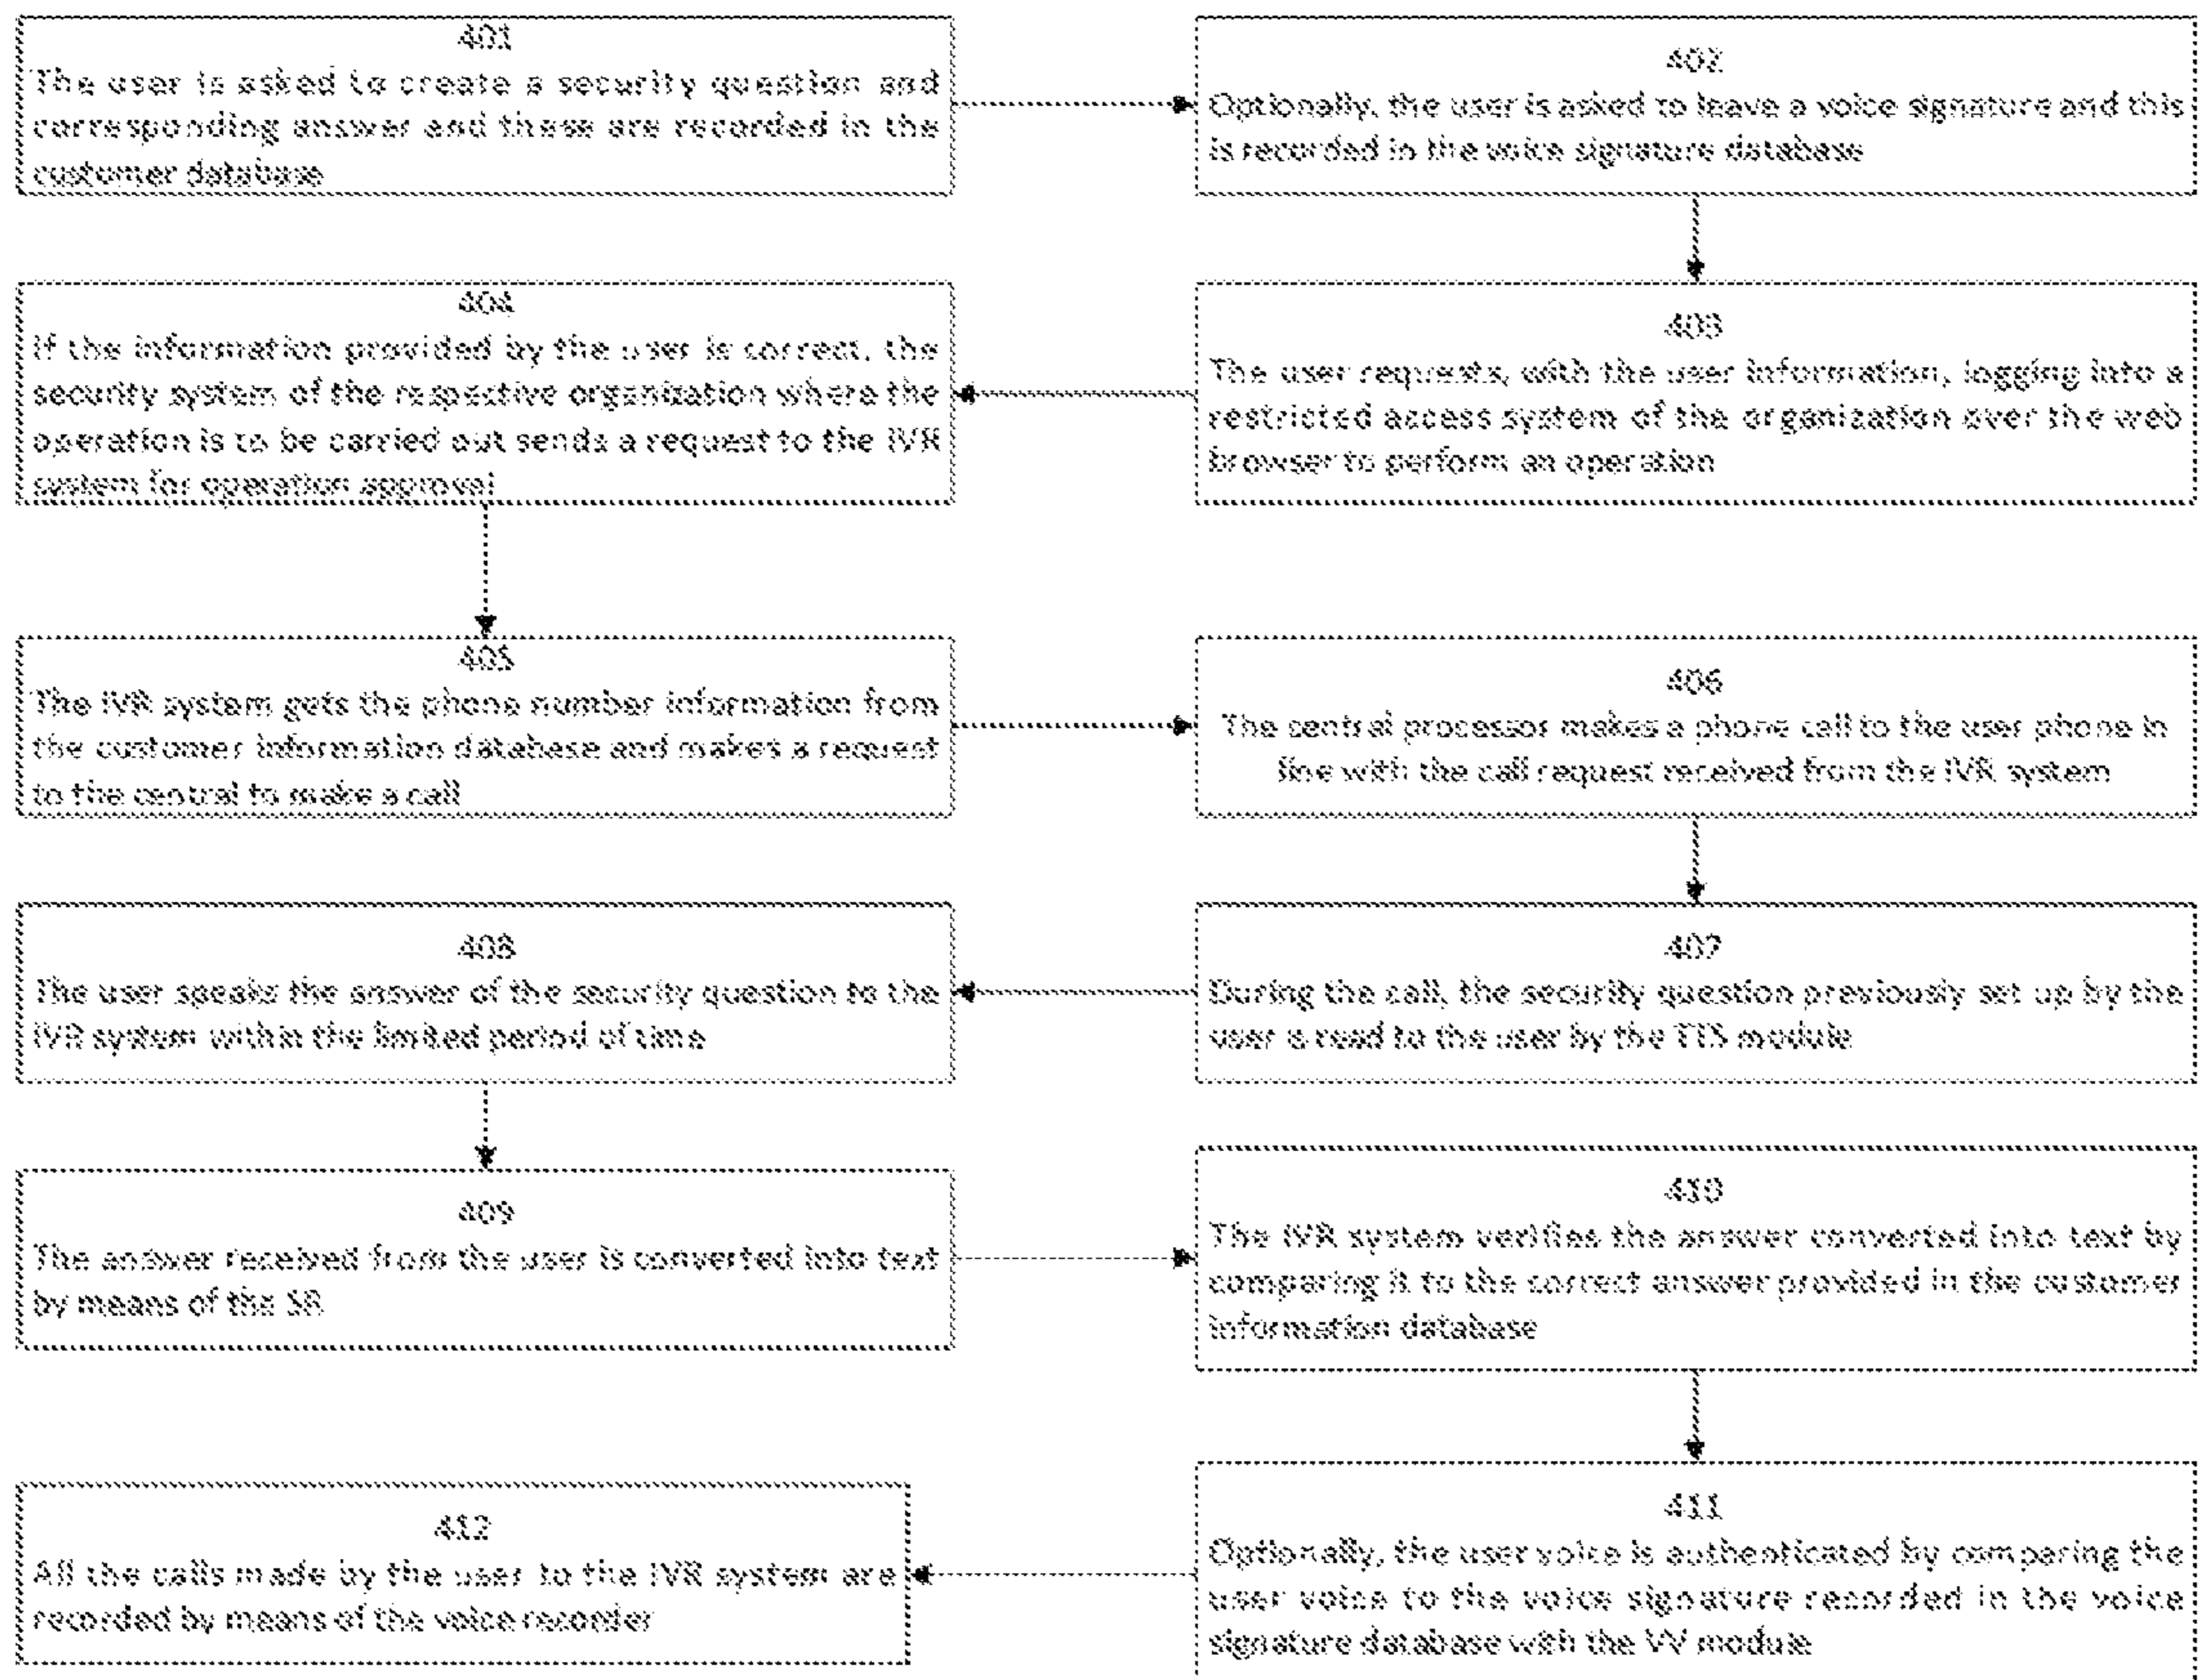 401
The user is asked to create a security question and
corresponding answer and these are recorded in the
customer database
402
Optionally, the user is asked to leave a voice signature and this
is recorded in the voice signature database
404
If the information provided by the user is correct, the
security system of the respective organization where the
operation is to be carried out sends a request to the IVR
system for operation approval
403
The user requests, with the user information, logging into a
restricted access system of the organization over the web
browser to perform an operation
405
The IVR system gets the phone number information from
the customer information database and makes a request
to the central to make a call
406
The central processor makes a phone call to the user phone in
line with the call request received from the IVR system
408
The user speaks the answer of the security question to the
IVR system within the limited period of time
407
During the call, the security question previously set up by the
user is read to the user by the TTS module
409
The answer received from the user is converted into text
by means of the SR
410
The IVR system verifies the answer converted into text by
comparing it to the correct answer provided in the customer
information database
412
All the calls made by the user to the IVR system are
recorded by means of the voice recorder
411
Optionally, the user voice is authenticated by comparing the
user voice to the voice signature recorded in the voice
signature database with the VV module